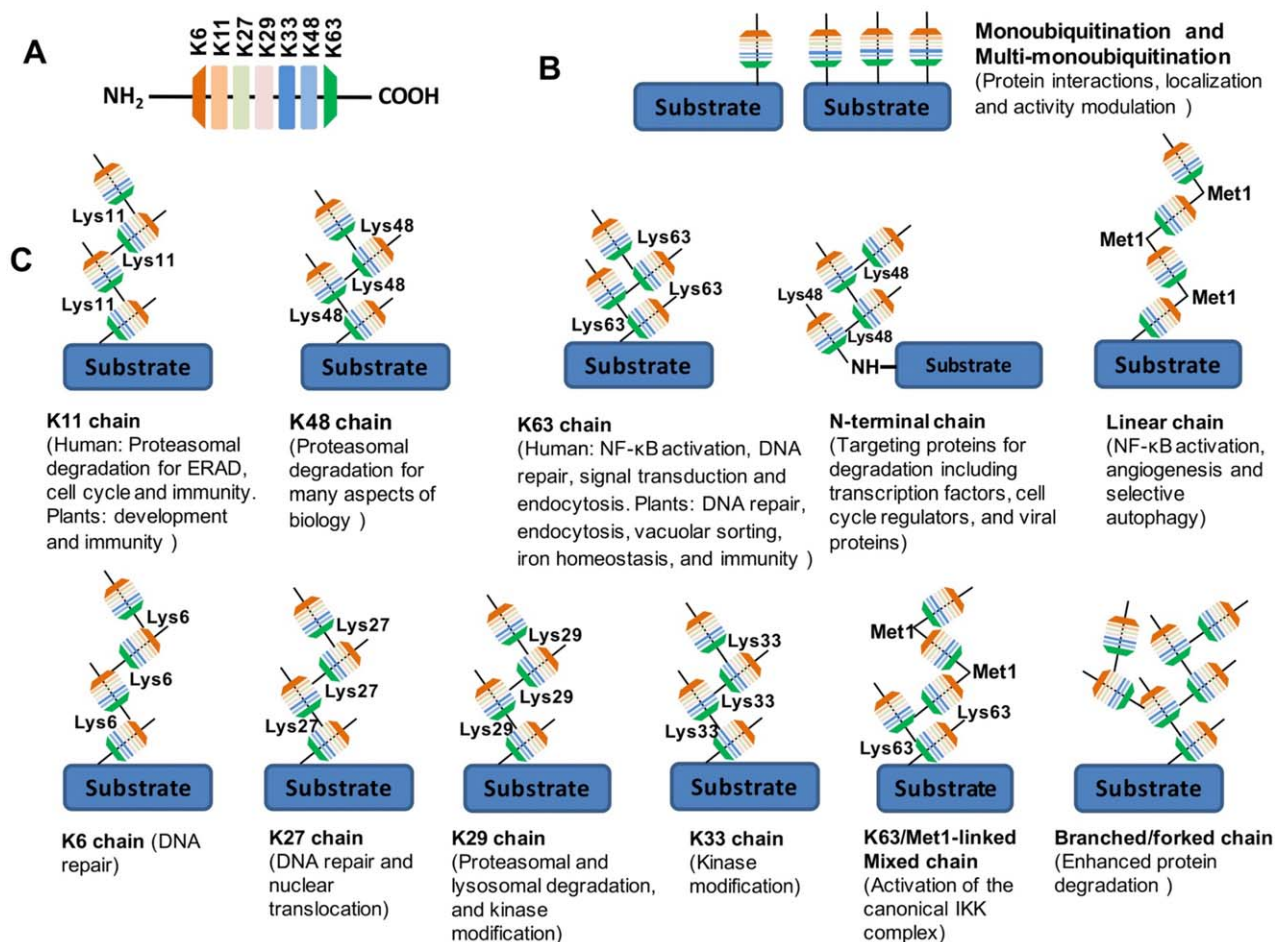 A
K6 K11 K27 K29 K33 K48 K63
NH2 COOH
B
Substrate Substrate
Monoubiquitination and
Multi-monoubiquitination
(Protein interactions, localization
and activity modulation )
C
Lys11
Lys11
Lys11
Substrate
K11 chain
(Human: Proteasomal
degradation for ERAD,
cell cycle and immunity.
Plants: development
and immunity )
Lys48
Lys48
Lys48
Substrate
K48 chain
(Proteasomal
degradation for
many aspects of
biology )
Lys63
Lys63
Lys63
Substrate
K63 chain
(Human: NF-κB activation, DNA
repair, signal transduction and
endocytosis. Plants: DNA repair,
endocytosis, vacuolar sorting,
iron homeostasis, and immunity )
Lys48
Lys48
Lys48
NH
Substrate
N-terminal chain
(Targeting proteins for
degradation including
transcription factors, cell
cycle regulators, and viral
proteins)
Met1
Met1
Met1
Substrate
Linear chain
(NF-κB activation,
angiogenesis and
selective
autophagy)
Lys6
Lys6
Lys6
Substrate
K6 chain (DNA
repair)
Lys27
Lys27
Lys27
Substrate
K27 chain
(DNA repair and
nuclear
translocation)
Lys29
Lys29
Lys29
Substrate
K29 chain
(Proteasomal and
lysosomal degradation,
and kinase
modification)
Lys33
Lys33
Lys33
Substrate
K33 chain
(Kinase
modification)
Met1
Met1
Lys63
Lys63
Substrate
K63/Met1-linked
Mixed chain
(Activation of the
canonical IKK
complex)
Substrate
Branched/forked chain
(Enhanced protein
degradation )